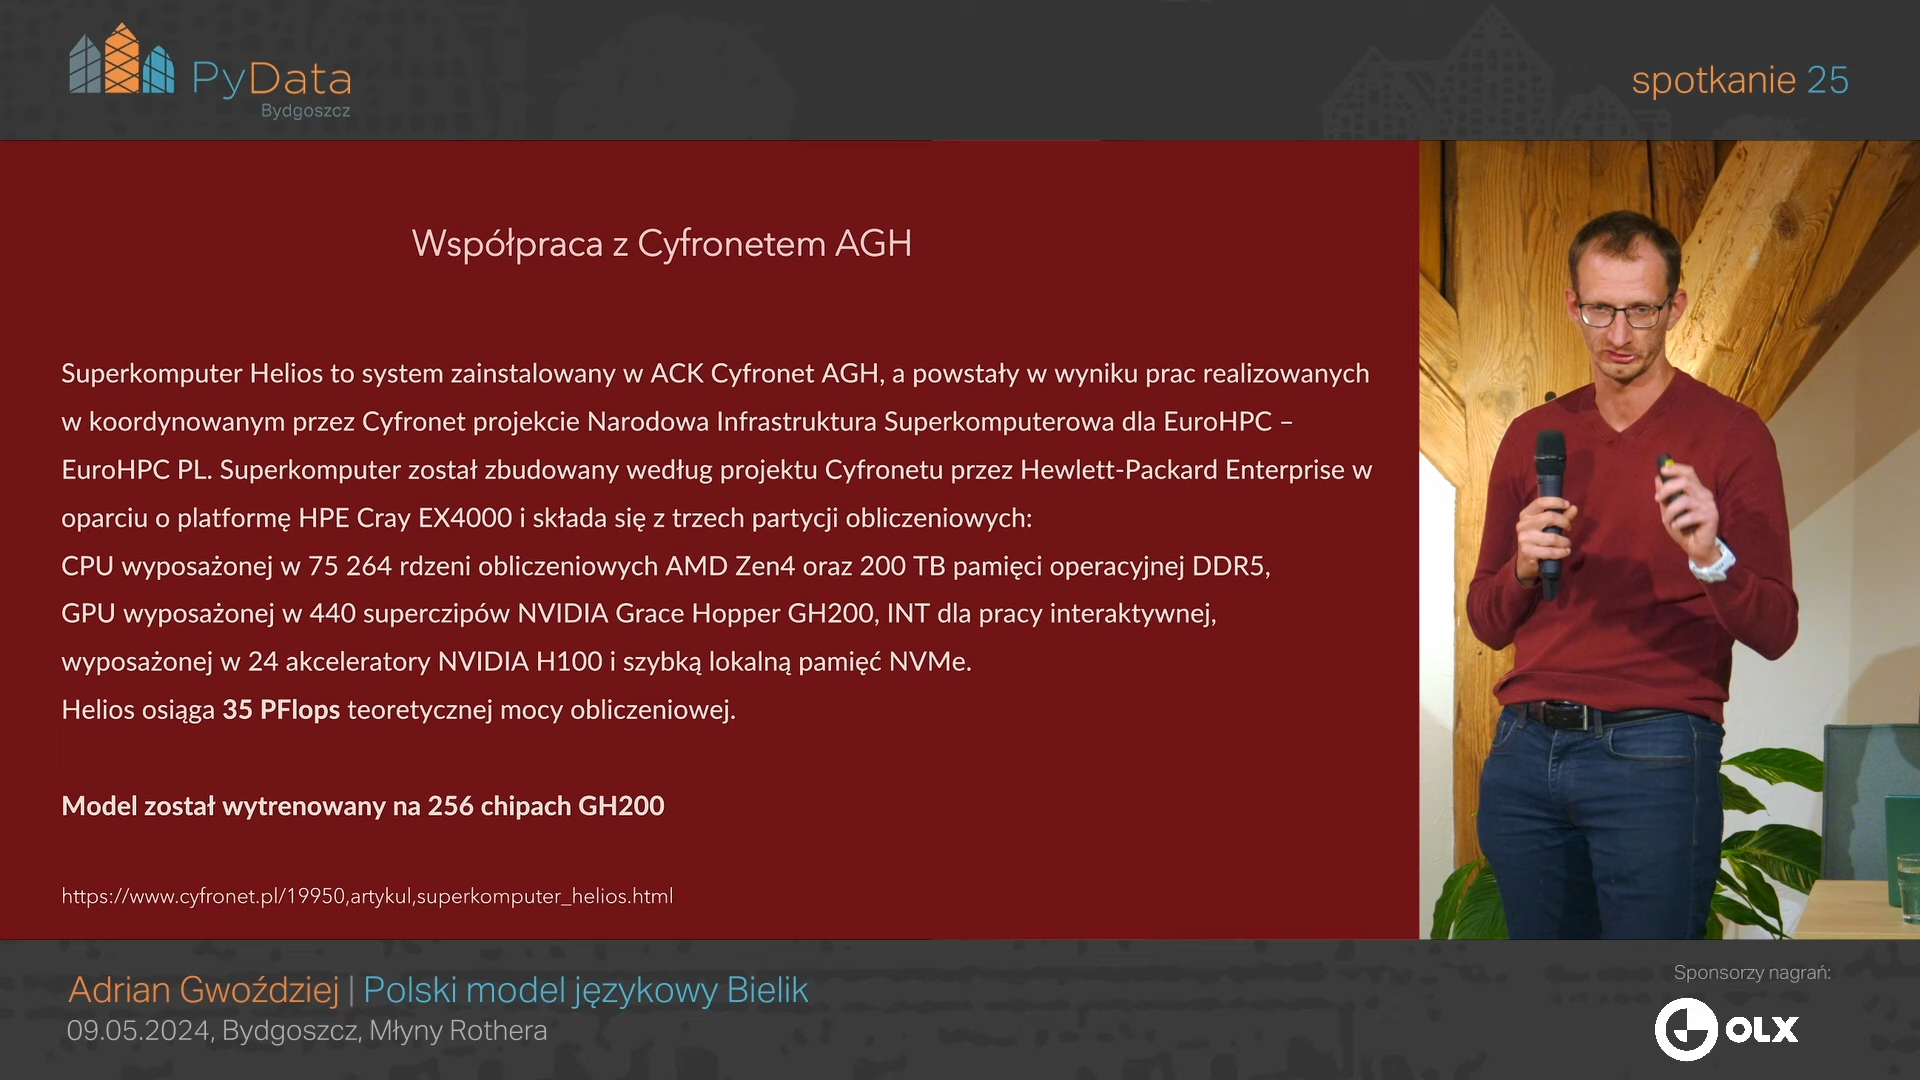 PyData
Bydgoszcz
spotkanie 25
Współpraca z Cyfronetem AGH
Superkomputer Helios to system zainstalowany w ACK Cyfronet AGH, a powstały w wyniku prac realizowanych
w koordynowanym przez Cyfronet projekcie Narodowa Infrastruktura Superkomputerowa dla EuroHPC –
EuroHPC PL. Superkomputer został zbudowany według projektu Cyfronetu przez Hewlett-Packard Enterprise w
oparciu o platformę HPE Cray EX4000 i składa się z trzech partycji obliczeniowych:
CPU wyposażonej w 75 264 rdzeni obliczeniowych AMD Zen4 oraz 200 TB pamięci operacyjnej DDR5,
GPU wyposażonej w 440 superczipów NVIDIA Grace Hopper GH200, INT dla pracy interaktywnej,
wyposażonej w 24 akceleratory NVIDIA H100 i szybką lokalną pamięć NVMe.
Helios osiąga 35 PFlops teoretycznej mocy obliczeniowej.
Model został wytrenowany na 256 chipach GH200
https://www.cyfronet.pl/19950,artykul,superkomputer_helios.html
Adrian Gwoździej | Polski model językowy Bielik
09.05.2024, Bydgoszcz, Młyny Rothera
Sponsorzy nagrań:
OLX